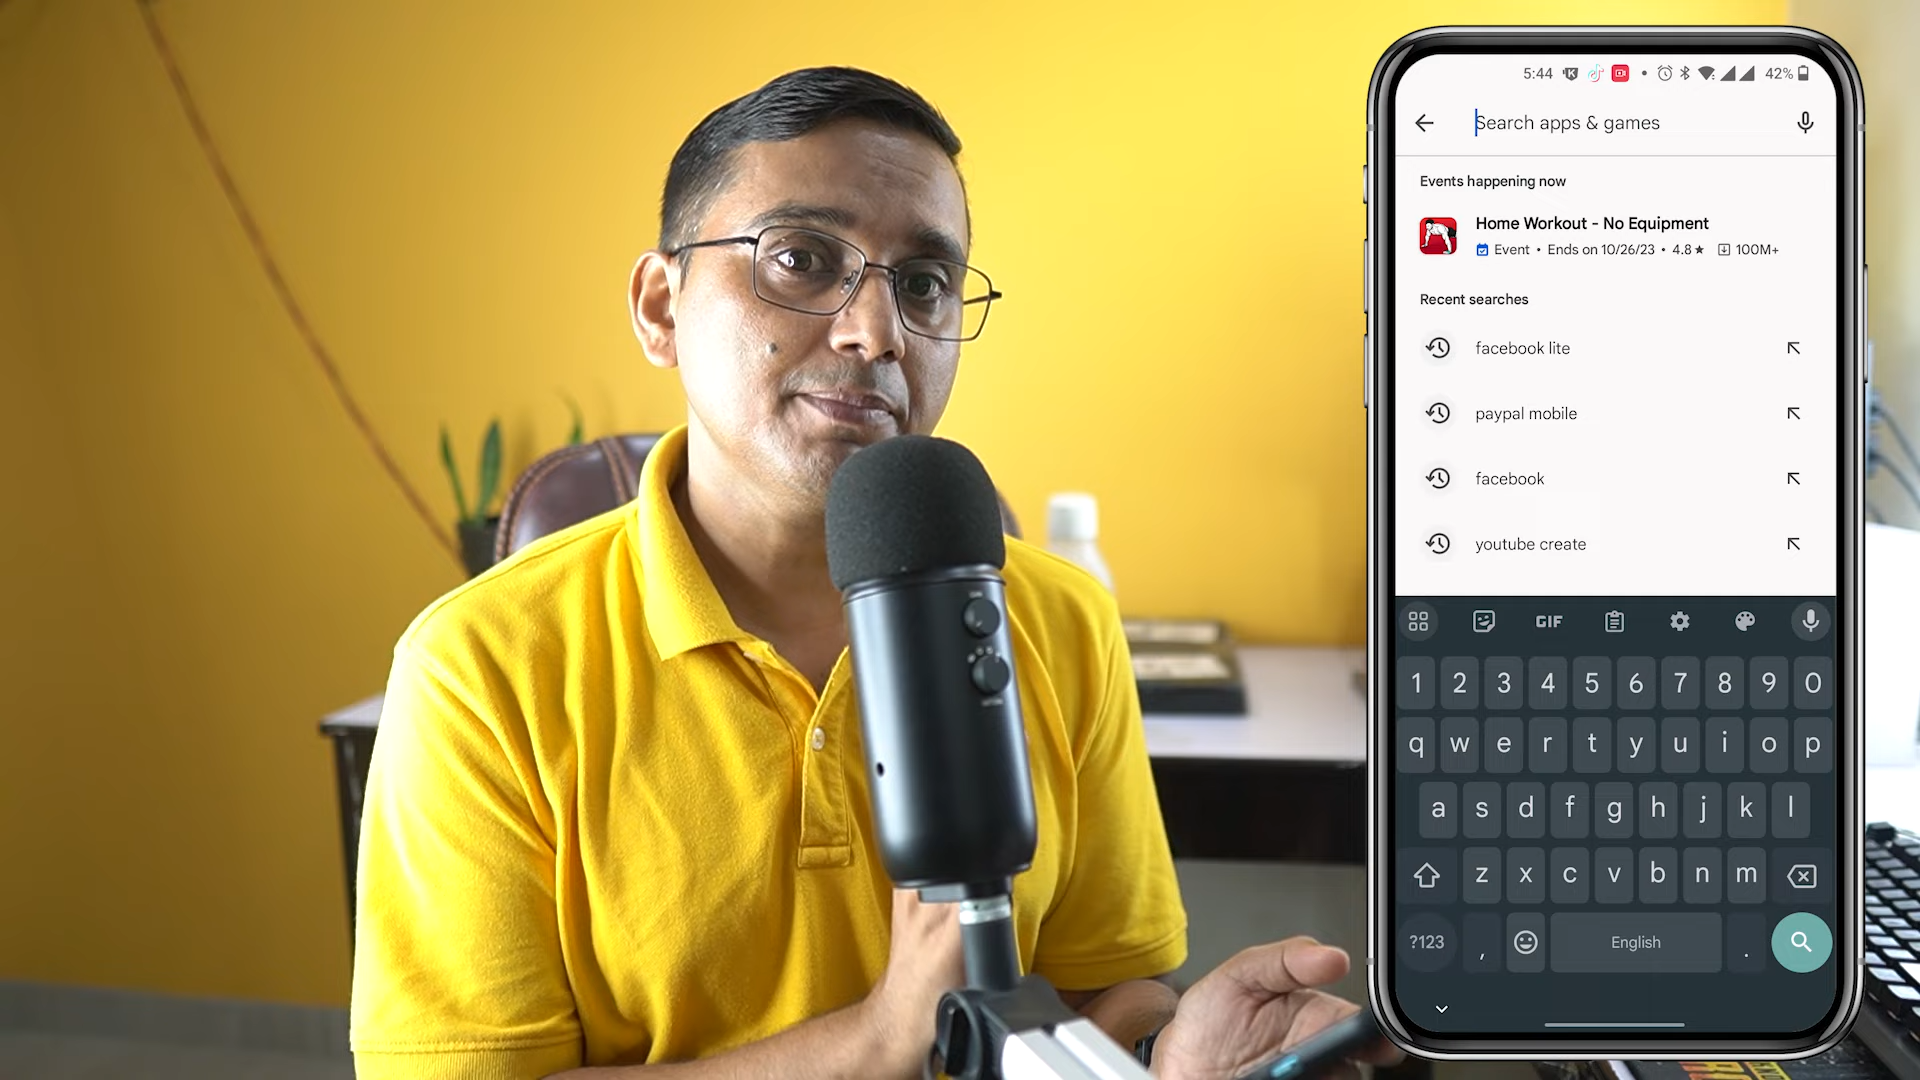 5:44 42%
Search apps & games
Events happening now
Home Workout - No Equipment
Event • Ends on 10/26/23 • 4.8★ 100M+
Recent searches
facebook lite
paypal mobile
facebook
youtube create
GIF
1 2 3 4 5 6 7 8 9 0
q w e r t y u i o p
a s d f g h j k l
z x c v b n m
?123 , English .